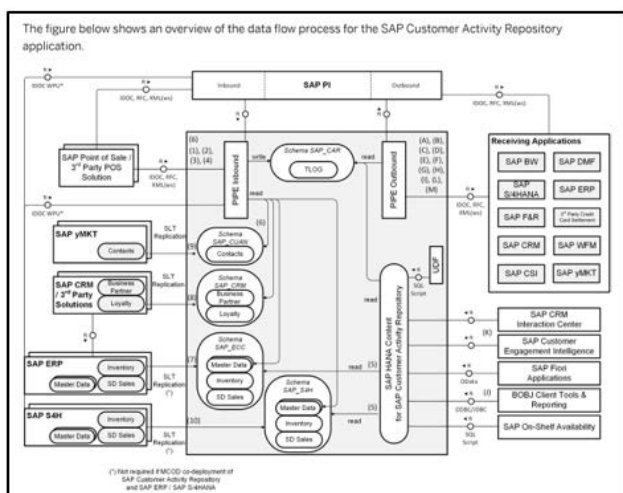 The figure below shows an overview of the data flow process for the SAP Customer Activity Repository
application.
R
IDOC WPU*
Inbound
SAP PI
Outbound
R
IDOC, RFC, XML(ws)
R
IDOC, RFC, XML(ws)
R
R
SAP Point of Sale /
3rd Party POS
Solution
R
IDOC, RFC,
XML(ws)
(6)
(1), (2),
(3), (4)
PIPE Inbound
write
Schema SAP_CAR
TLOG
read
PIPE Outbound
(A), (B),
(C), (D),
(E), (F),
(G), (H),
(I), (L),
(M)
R
IDOC, RFC,
XML(ws)
Receiving Applications
SAP BW
SAP DMF
SAP S/4HANA
SAP ERP
SAP F&R
3rd Party Credit
Card Settlement
SAP CRM
SAP WFM
SAP CSI
SAP yMKT
R
IDOC WPU*
read
(6)
SAP yMKT
Contacts
SLT
Replication
(9)
Schema
SAP_CUAN
Contacts
UDF
R
SQL
Script
read
SAP CRM
/ 3rd Party
Solutions
Business
Partner
Loyalty
SLT
Replication
(8)
Schema
SAP_CRM
Business
Partner
Loyalty
R
SAP HANA Content
for SAP Customer Activity Repository
SAP ERP
Inventory
Master Data
SD Sales
(7)
SLT
Replication
(*)
Schema
SAP_ECC
Master Data
Inventory
SD Sales
(5)
read
SAP S4H
Inventory
Master Data
SD Sales
(10)
SLT
Replication
(*)
Schema
SAP_S4H
Master Data
Inventory
SD Sales
(5)
read
R
SAP CRM
Interaction Center
(K)
R
SAP Customer
Engagement Intelligence
R
OData
SAP Fiori
Applications
R
(J)
ODBC/JDBC
BOBJ Client Tools &
Reporting
R
SQL
Script
SAP On-Shelf Availability
(*) Not required if MCOD co-deployment of
SAP Customer Activity Repository
and SAP ERP / SAP S/4HANA